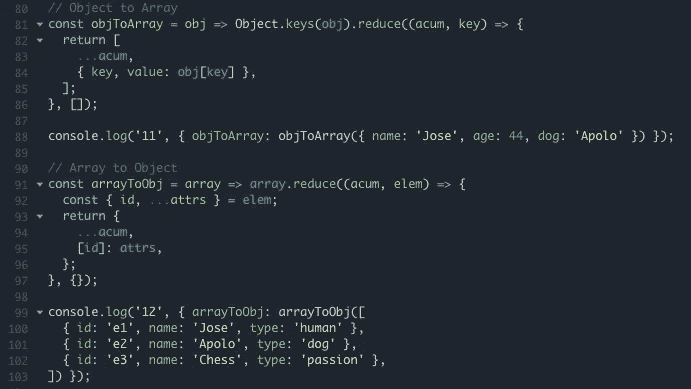 80 // Object to Array
81 const objToArray = obj => Object.keys(obj).reduce((acum, key) => {
82   return [
83     ...acum,
84     { key, value: obj[key] },
85   ];
86 }, []);
87
88 console.log('11', { objToArray: objToArray({ name: 'Jose', age: 44, dog: 'Apolo' }) });
89
90 // Array to Object
91 const arrayToObj = array => array.reduce((acum, elem) => {
92   const { id, ...attrs } = elem;
93   return {
94     ...acum,
95     [id]: attrs,
96   };
97 }, {});
98
99 console.log('12', { arrayToObj: arrayToObj([
100   { id: 'e1', name: 'Jose', type: 'human' },
101   { id: 'e2', name: 'Apolo', type: 'dog' },
102   { id: 'e3', name: 'Chess', type: 'passion' },
103 ]) });